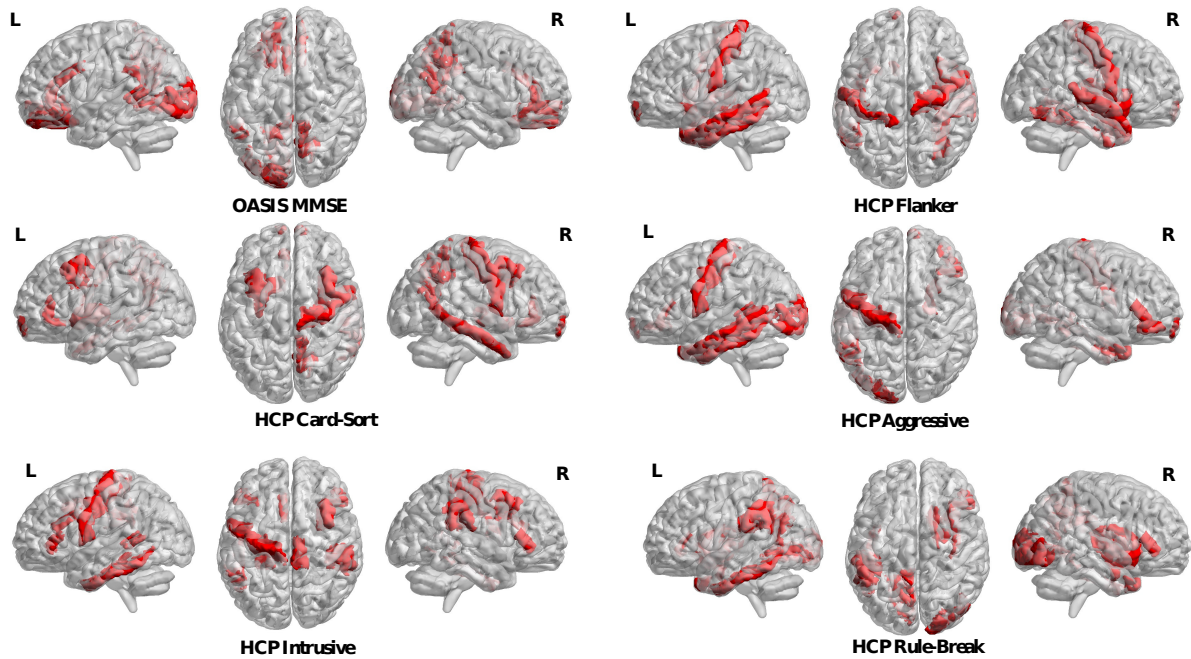 L R L R
OASIS MMSE HCP Flanker
L R L R
HCP Card-Sort HCP Aggressive
L R L R
HCP Intrusive HCP Rule-Break